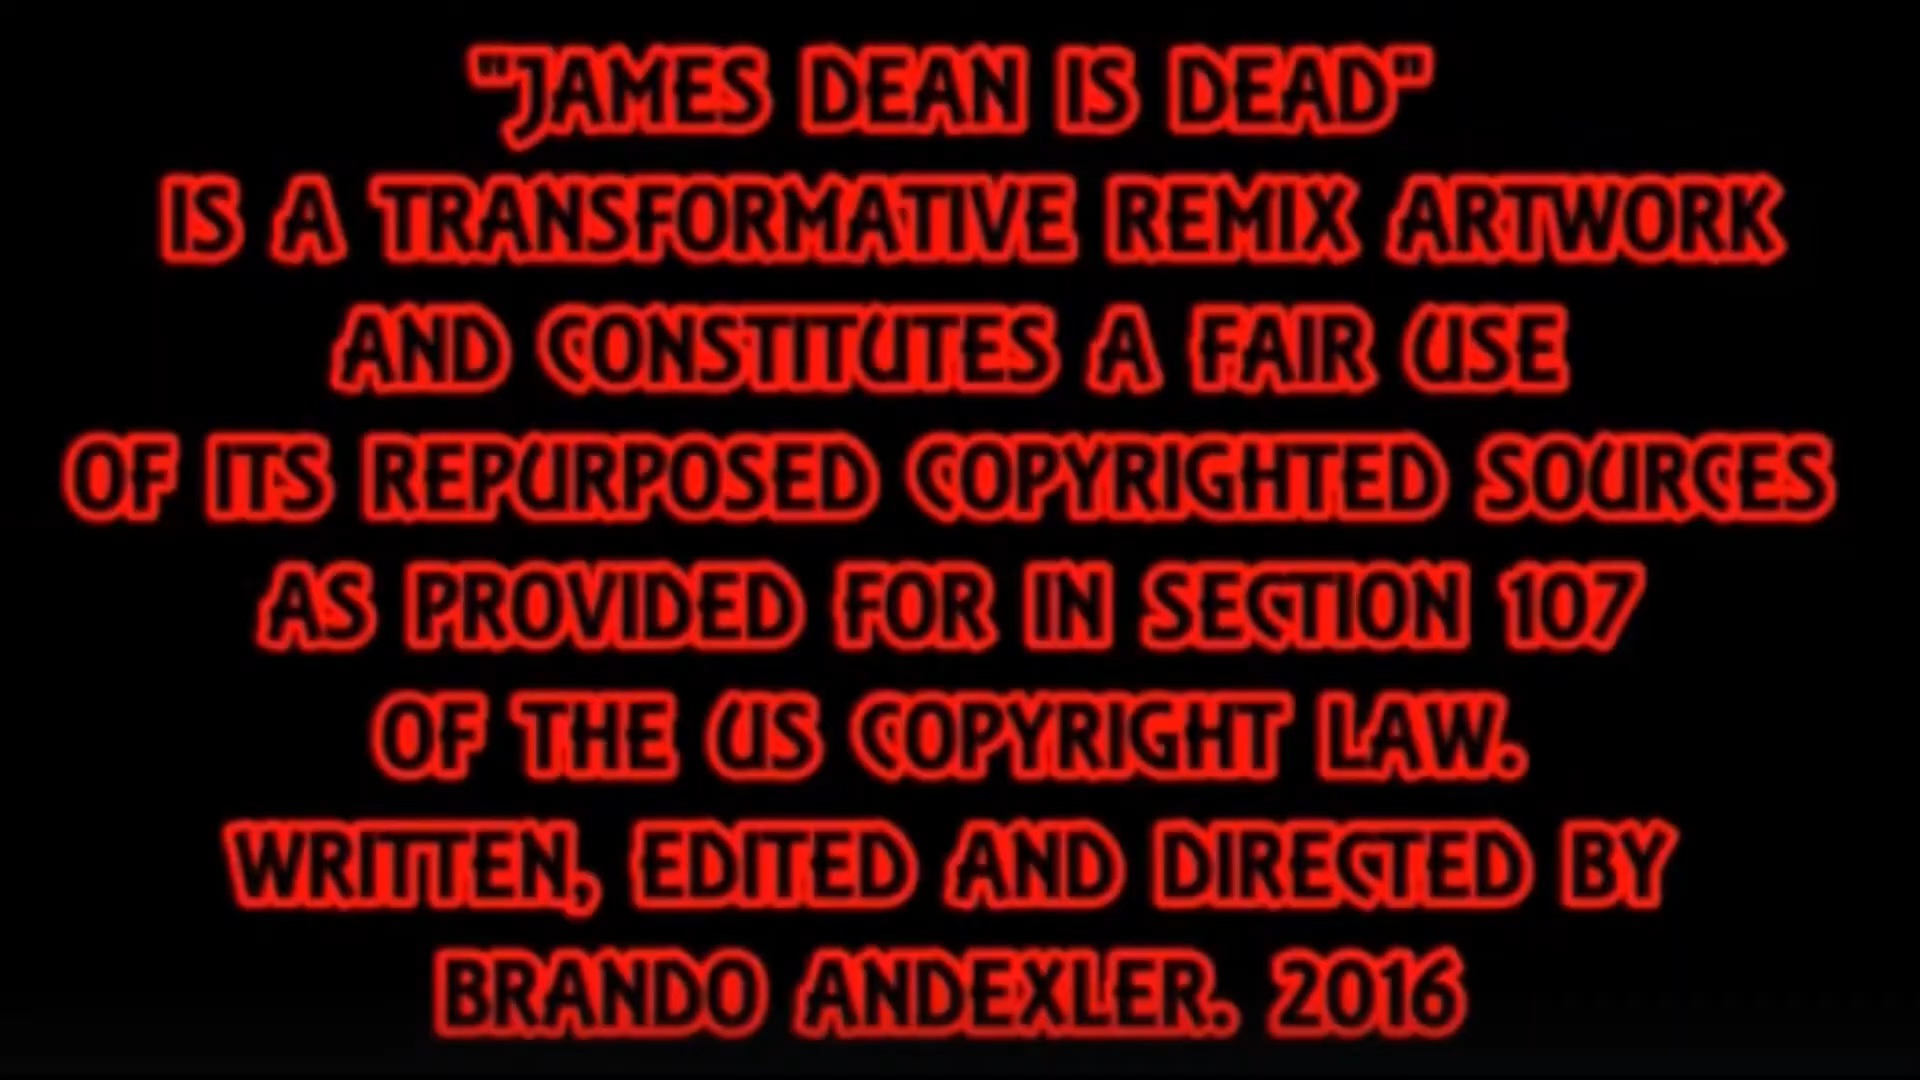 "JAMES DEAN IS DEAD"
IS A TRANSFORMATIVE REMIX ARTWORK
AND CONSTITUTES A FAIR USE
OF ITS REPURPOSED COPYRIGHTED SOURCES
AS PROVIDED FOR IN SECTION 107
OF THE US COPYRIGHT LAW.
WRITTEN, EDITED AND DIRECTED BY
BRANDO ANDEXLER. 2016